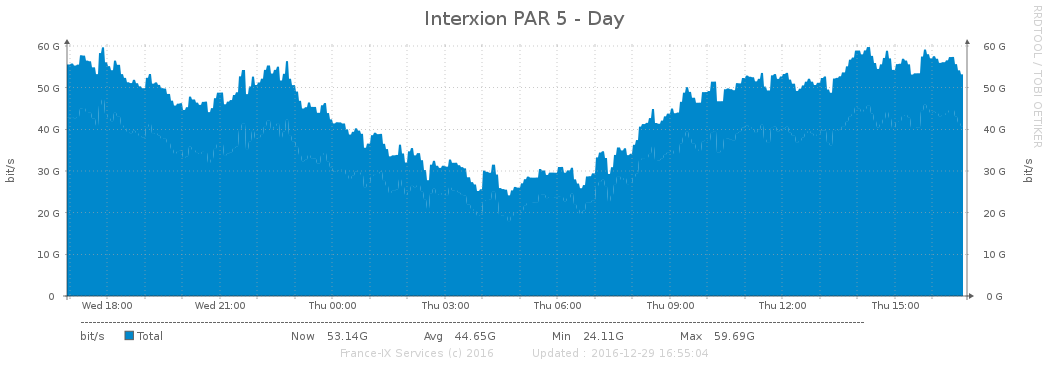 Interxion PAR 5 - Day
RRDTOOL / TOBI OETIKER
60 G 60 G
50 G 50 G
40 G 40 G
30 G 30 G
20 G 20 G
10 G 10 G
0 0 G
bit/s bit/s
Wed 18:00 Wed 21:00 Thu 00:00 Thu 03:00 Thu 06:00 Thu 09:00 Thu 12:00 Thu 15:00
bit/s Total Now 53.14G Avg 44.65G Min 24.11G Max 59.69G
France-IX Services (c) 2016 Updated : 2016-12-29 16:55:04